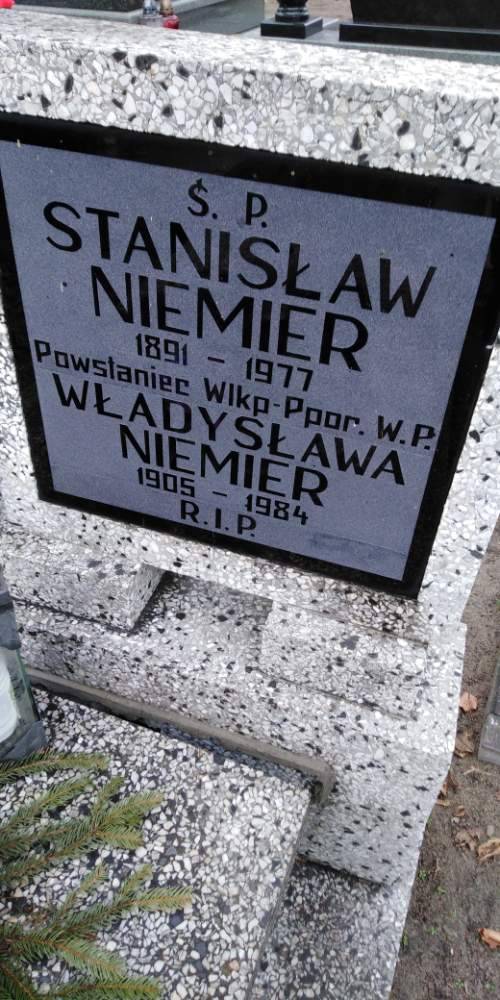 Ś. P.
STANISŁAW
NIEMIER
1891 - 1977
Powstaniec Wlkp-Ppor. W.P.
WŁADYSŁAWA
NIEMIER
1905 - 1984
R.I.P.